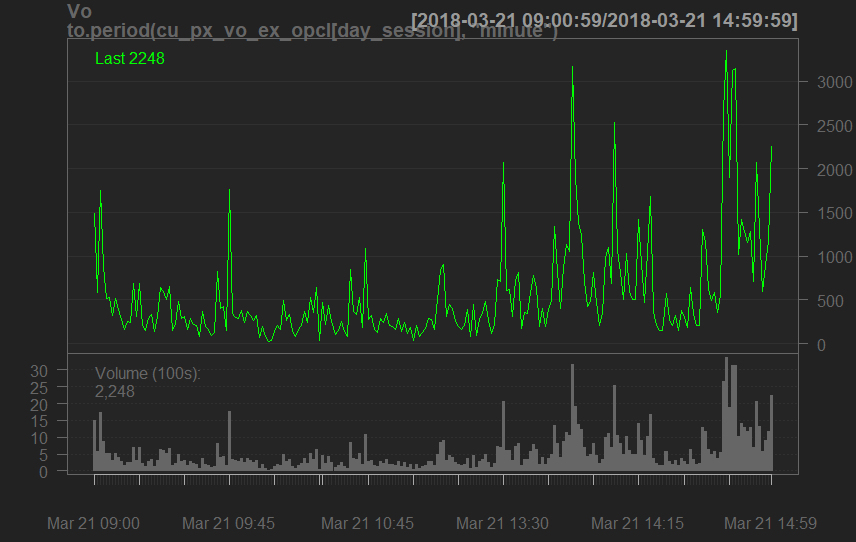 Vo
[2018-03-21 09:00:59/2018-03-21 14:59:59]
to.period(cu_px_vo_ex_opcl[day_session], "minute")
Last 2248
3000
2500
2000
1500
1000
500
0
Volume (100s):
2,248
30
25
20
15
10
5
0
Mar 21 09:00 Mar 21 09:45 Mar 21 10:45 Mar 21 13:30 Mar 21 14:15 Mar 21 14:59